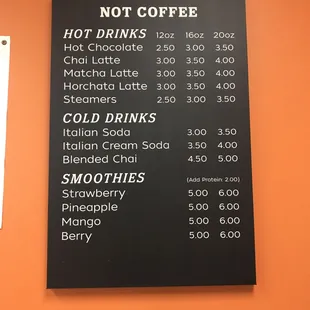 NOT COFFEE
HOT DRINKS 12oz 16oz 20oz
Hot Chocolate 2.50 3.00 3.50
Chai Latte 3.00 3.50 4.00
Matcha Latte 3.00 3.50 4.00
Horchata Latte 3.00 3.50 4.00
Steamers 2.50 3.00 3.50
COLD DRINKS
Italian Soda 3.00 3.50
Italian Cream Soda 3.50 4.00
Blended Chai 4.50 5.00
SMOOTHIES (Add Protein: 2.00)
Strawberry 5.00 6.00
Pineapple 5.00 6.00
Mango 5.00 6.00
Berry 5.00 6.00